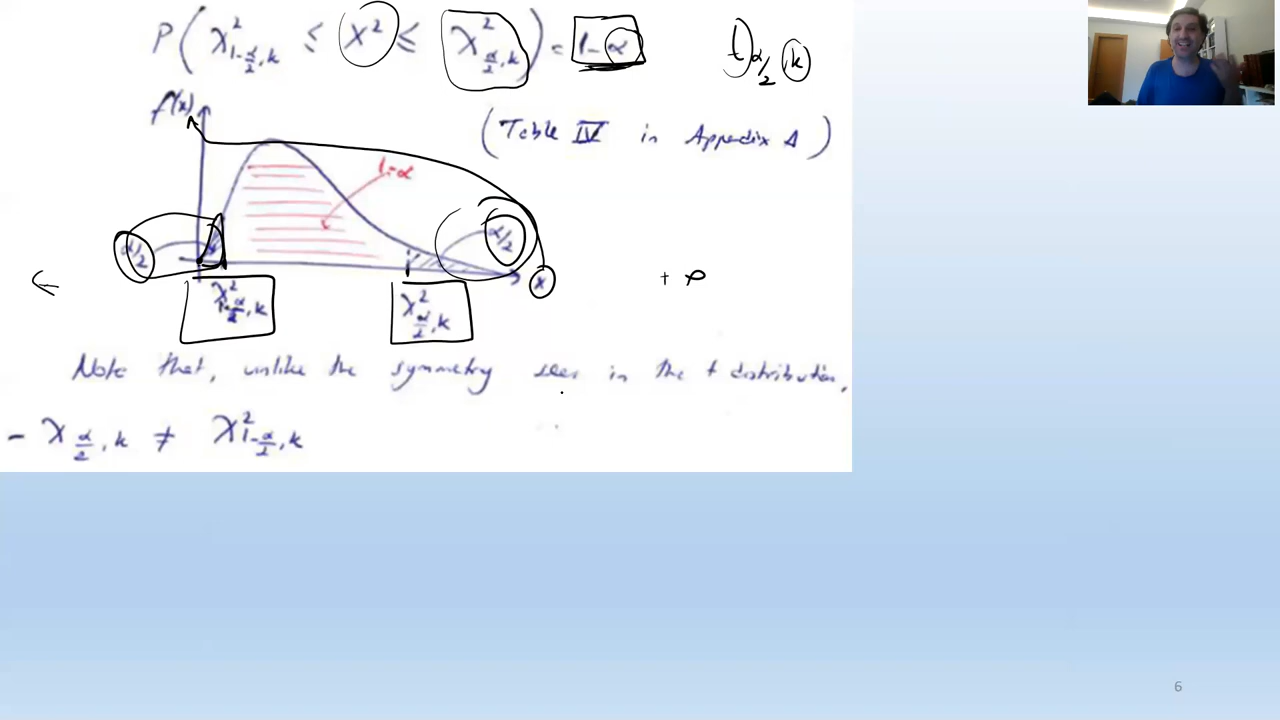 P( χ²₁₋α/₂,ₖ ≤ X² ≤ χ²α/₂,ₖ ) = 1-α
tα/₂ k
f(x)
(Table IV in Appendix A)
1-α
α/2
α/2
x
+ ∞
χ²₁₋α/₂,ₖ
χ²α/₂,ₖ
Note that, unlike the symmetry seen in the t distribution,
- χα/₂,ₖ ≠ χ²₁₋α/₂,ₖ
6